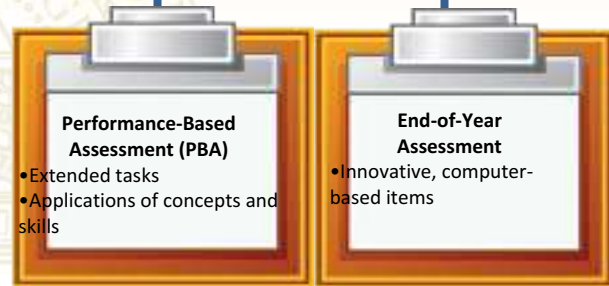 Performance-Based
Assessment (PBA)
•Extended tasks
•Applications of concepts and
skills
End-of-Year
Assessment
•Innovative, computer-
based items